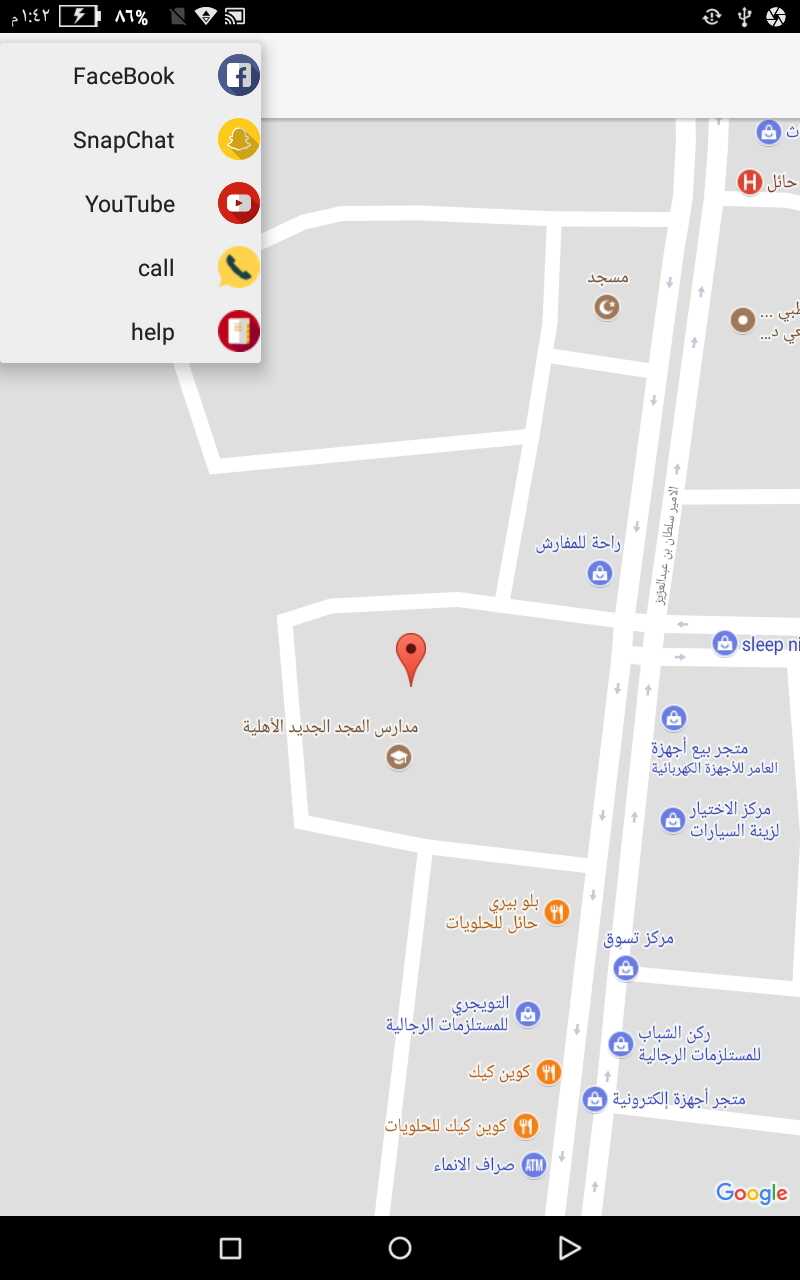 ١:٤٢ م
٨٦%
FaceBook
SnapChat
YouTube
call
help
حائل
مسجد
الامير سلطان بن عبدالعزيز
راحة للمفارش
sleep ni
مدارس المجد الجديد الأهلية
متجر بيع أجهزة
العامر للأجهزة الكهربائية
مركز الاختيار
لزينة السيارات
بلو بيري
حائل للحلويات
مركز تسوق
التويجري
للمستلزمات الرجالية
ركن الشباب
للمستلزمات الرجالية
كوين كيك
متجر أجهزة إلكترونية
كوين كيك للحلويات
صراف الانماء
ATM
Google